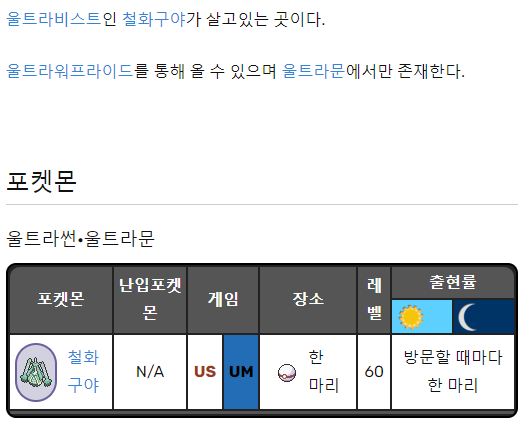 울트라비스트인 철화구야가 살고있는 곳이다.
울트라워프라이드를 통해 올 수 있으며 울트라문에서만 존재한다.
포켓몬
울트라썬•울트라문
포켓몬 난입포켓몬 게임 장소 레벨 출현률
철화구야 N/A US UM 한 마리 60 방문할 때마다 한 마리